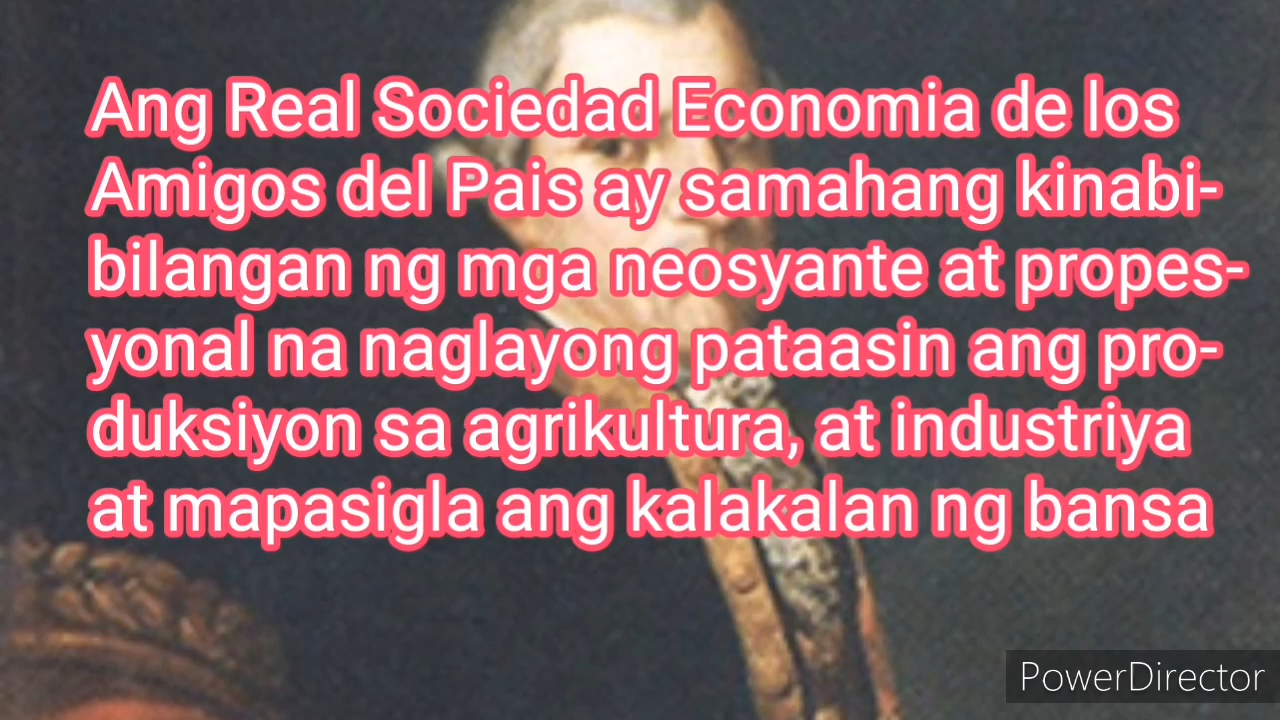 Ang Real Sociedad Economia de los
Amigos del Pais ay samahang kinabi-
bilangan ng mga neosyante at propes-
yonal na naglayong pataasin ang pro-
duksiyon sa agrikultura, at industriya
at mapasigla ang kalakalan ng bansa
PowerDirector